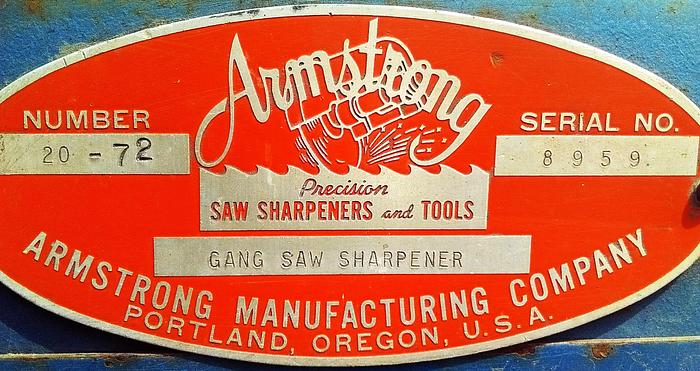 Armstrong
NUMBER
20-72
SERIAL NO.
8959.
Precision
SAW SHARPENERS and TOOLS
GANG SAW SHARPENER
ARMSTRONG MANUFACTURING COMPANY
PORTLAND, OREGON, U.S.A.